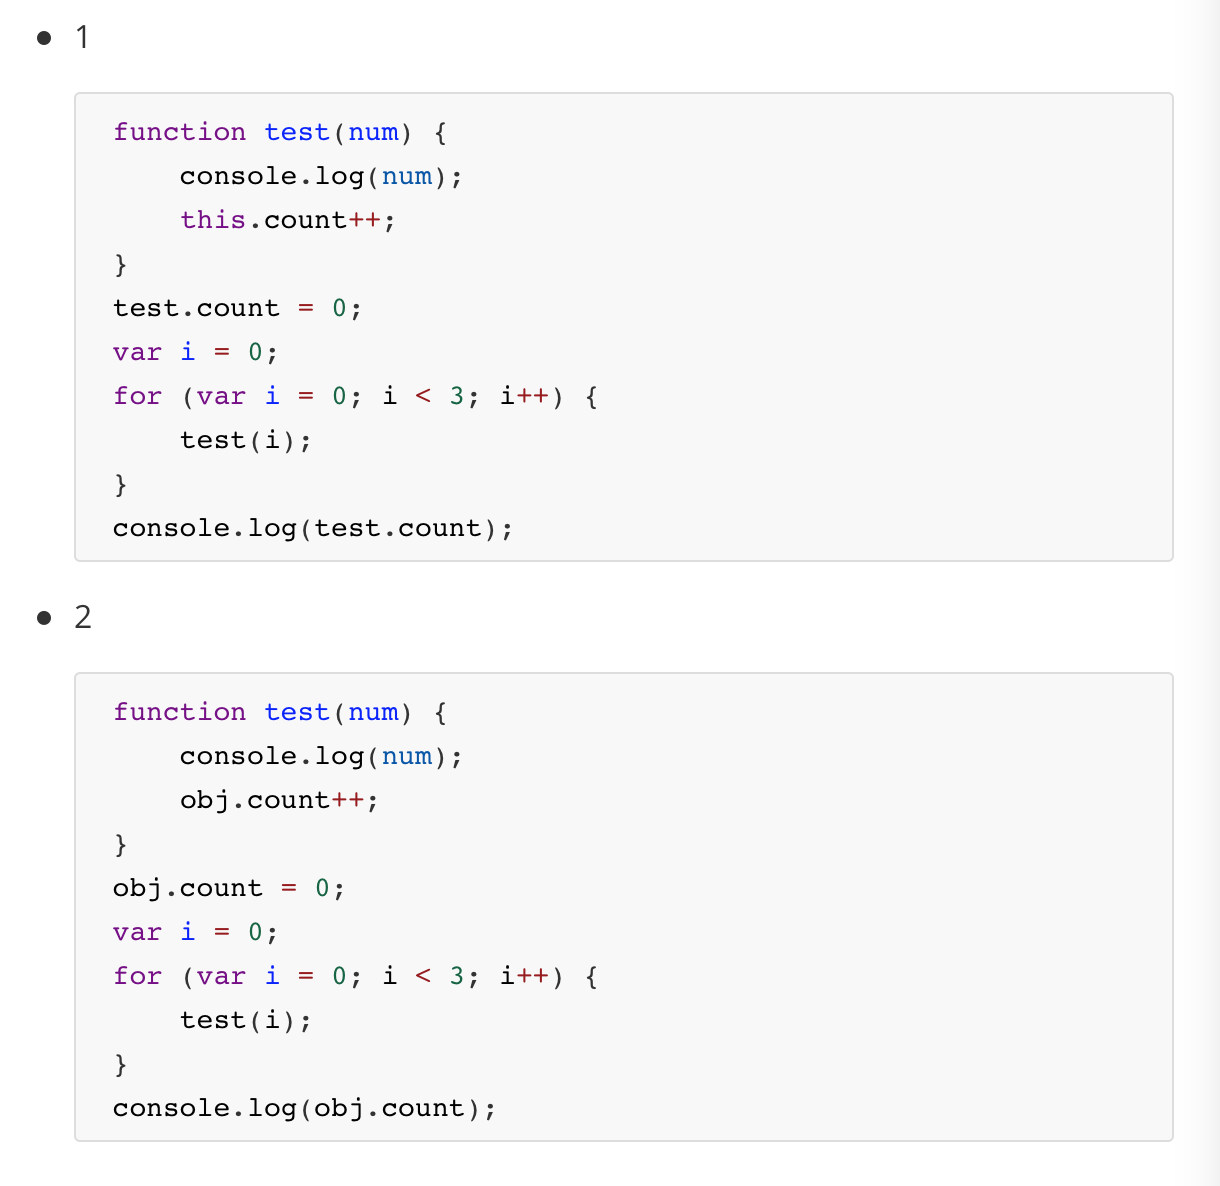 1
function test(num) {
    console.log(num);
    this.count++;
}
test.count = 0;
var i = 0;
for (var i = 0; i < 3; i++) {
    test(i);
}
console.log(test.count);
2
function test(num) {
    console.log(num);
    obj.count++;
}
obj.count = 0;
var i = 0;
for (var i = 0; i < 3; i++) {
    test(i);
}
console.log(obj.count);